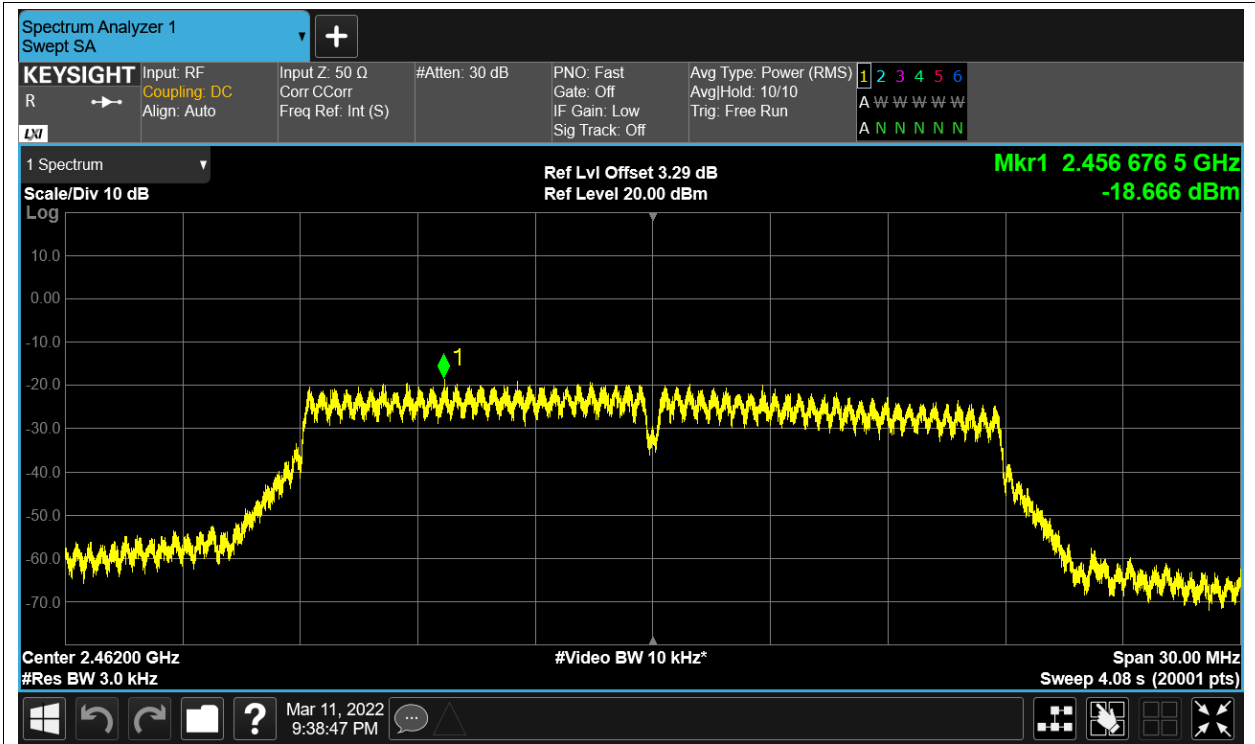 Spectrum Analyzer 1
Swept SA
KEYSIGHT
R
LXI
Input: RF
Coupling: DC
Align: Auto
Input Z: 50 Ω
Corr CCorr
Freq Ref: Int (S)
#Atten: 30 dB
PNO: Fast
Gate: Off
IF Gain: Low
Sig Track: Off
Avg Type: Power (RMS)
Avg|Hold: 10/10
Trig: Free Run
1 2 3 4 5 6
A W W W W W
A N N N N N
1 Spectrum
Scale/Div 10 dB
Log
Ref Lvl Offset 3.29 dB
Ref Level 20.00 dBm
Mkr1 2.456 676 5 GHz
-18.666 dBm
10.0
0.00
-10.0
-20.0
-30.0
-40.0
-50.0
-60.0
-70.0
1
Center 2.46200 GHz
#Res BW 3.0 kHz
#Video BW 10 kHz*
Span 30.00 MHz
Sweep 4.08 s (20001 pts)
?
Mar 11, 2022
9:38:47 PM